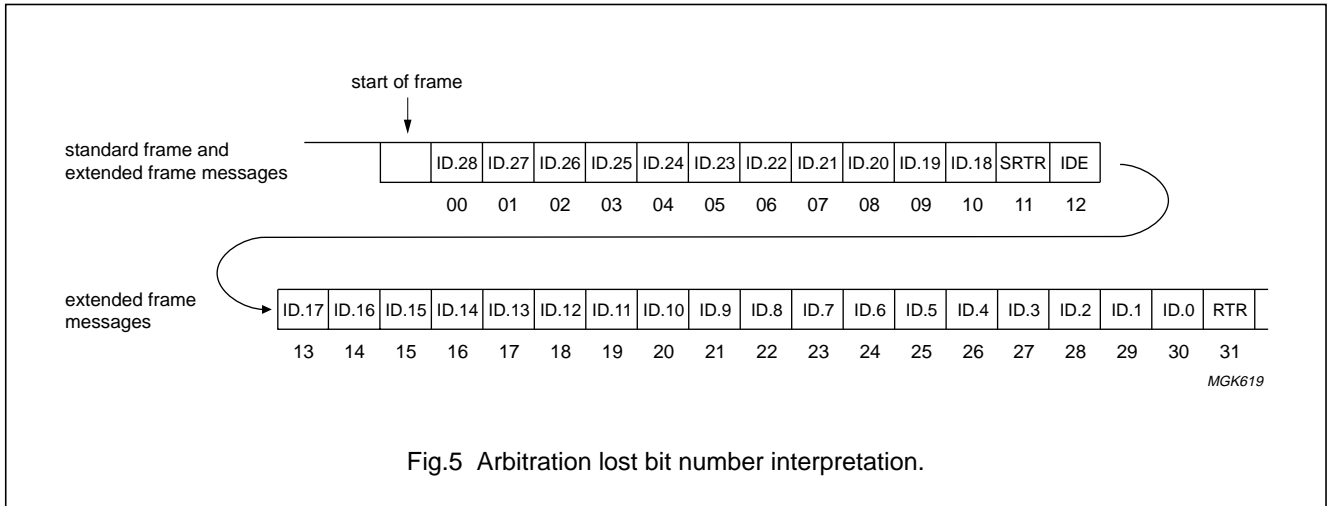 start of frame
standard frame and
extended frame messages
ID.28 ID.27 ID.26 ID.25 ID.24 ID.23 ID.22 ID.21 ID.20 ID.19 ID.18 SRTR IDE
00 01 02 03 04 05 06 07 08 09 10 11 12
extended frame
messages
ID.17 ID.16 ID.15 ID.14 ID.13 ID.12 ID.11 ID.10 ID.9 ID.8 ID.7 ID.6 ID.5 ID.4 ID.3 ID.2 ID.1 ID.0 RTR
13 14 15 16 17 18 19 20 21 22 23 24 25 26 27 28 29 30 31
MGK619
Fig.5 Arbitration lost bit number interpretation.